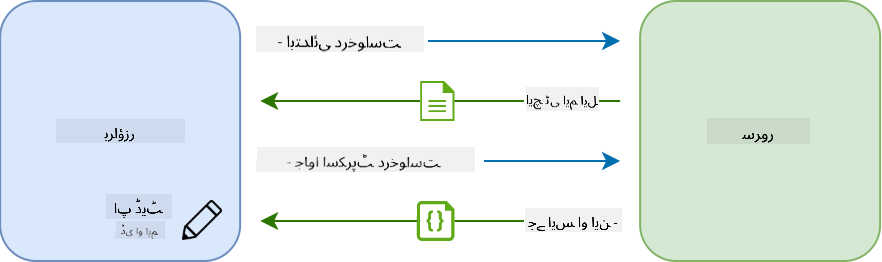 ابتدائی درخواست -
ایچ ٹی ایم ایل
براؤزر
سرور
جاوا اسکرپٹ درخواست -
اپ ڈیٹ
ڈی او ایم
جے ایس او این -